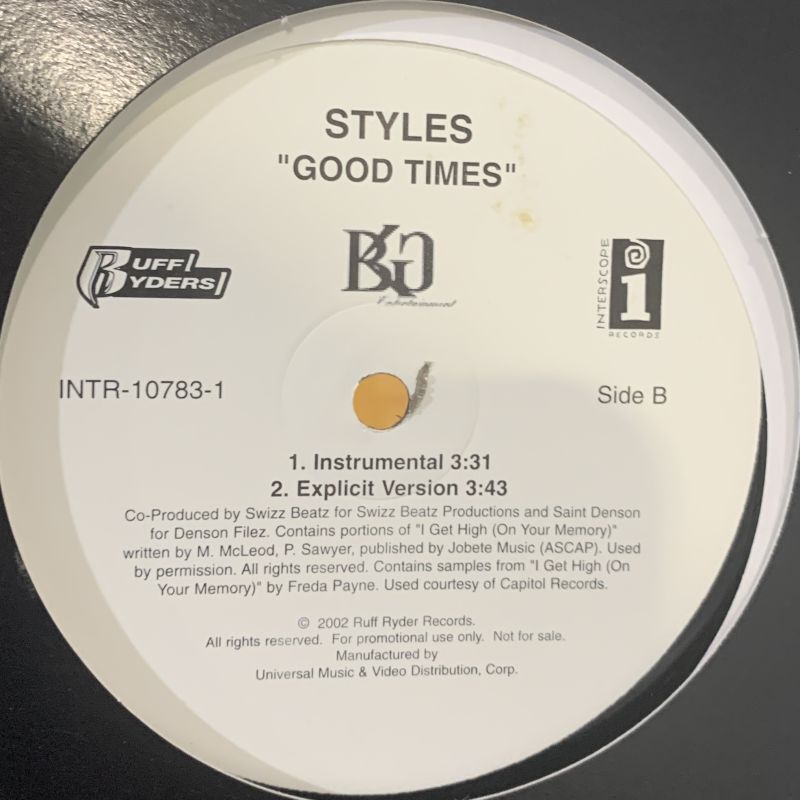 STYLES
"GOOD TIMES"
RUFF
RYDERS
B&G
Entertainment
INTERSCOPE
i
RECORDS
INTR-10783-1
Side B
1. Instrumental 3:31
2. Explicit Version 3:43
Co-Produced by Swizz Beatz for Swizz Beatz Productions and Saint Denson
for Denson Filez. Contains portions of "I Get High (On Your Memory)"
written by M. McLeod, P. Sawyer, published by Jobete Music (ASCAP). Used
by permission. All rights reserved. Contains samples from "I Get High (On
Your Memory)" by Freda Payne. Used courtesy of Capitol Records.
© 2002 Ruff Ryder Records.
All rights reserved. For promotional use only. Not for sale.
Manufactured by
Universal Music & Video Distribution, Corp.